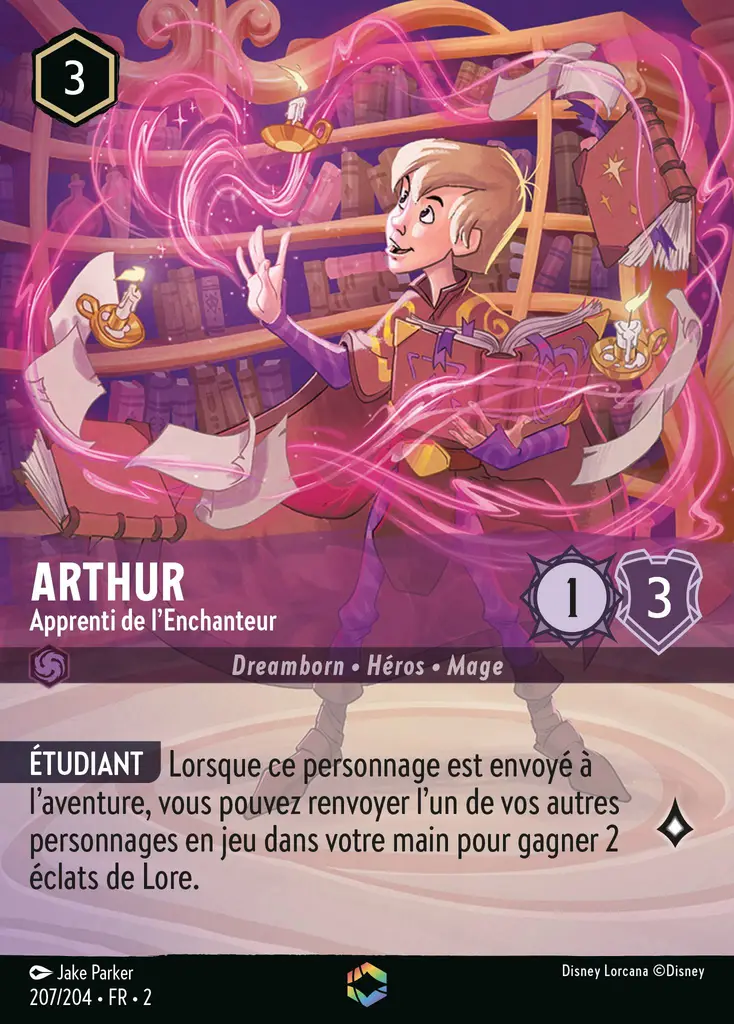 3
ARTHUR
Apprenti de l'Enchanteur
1
3
Dreamborn • Héros • Mage
ÉTUDIANT Lorsque ce personnage est envoyé à
l'aventure, vous pouvez renvoyer l'un de vos autres
personnages en jeu dans votre main pour gagner 2
éclats de Lore.
Jake Parker
207/204 • FR • 2
Disney Lorcana ©Disney